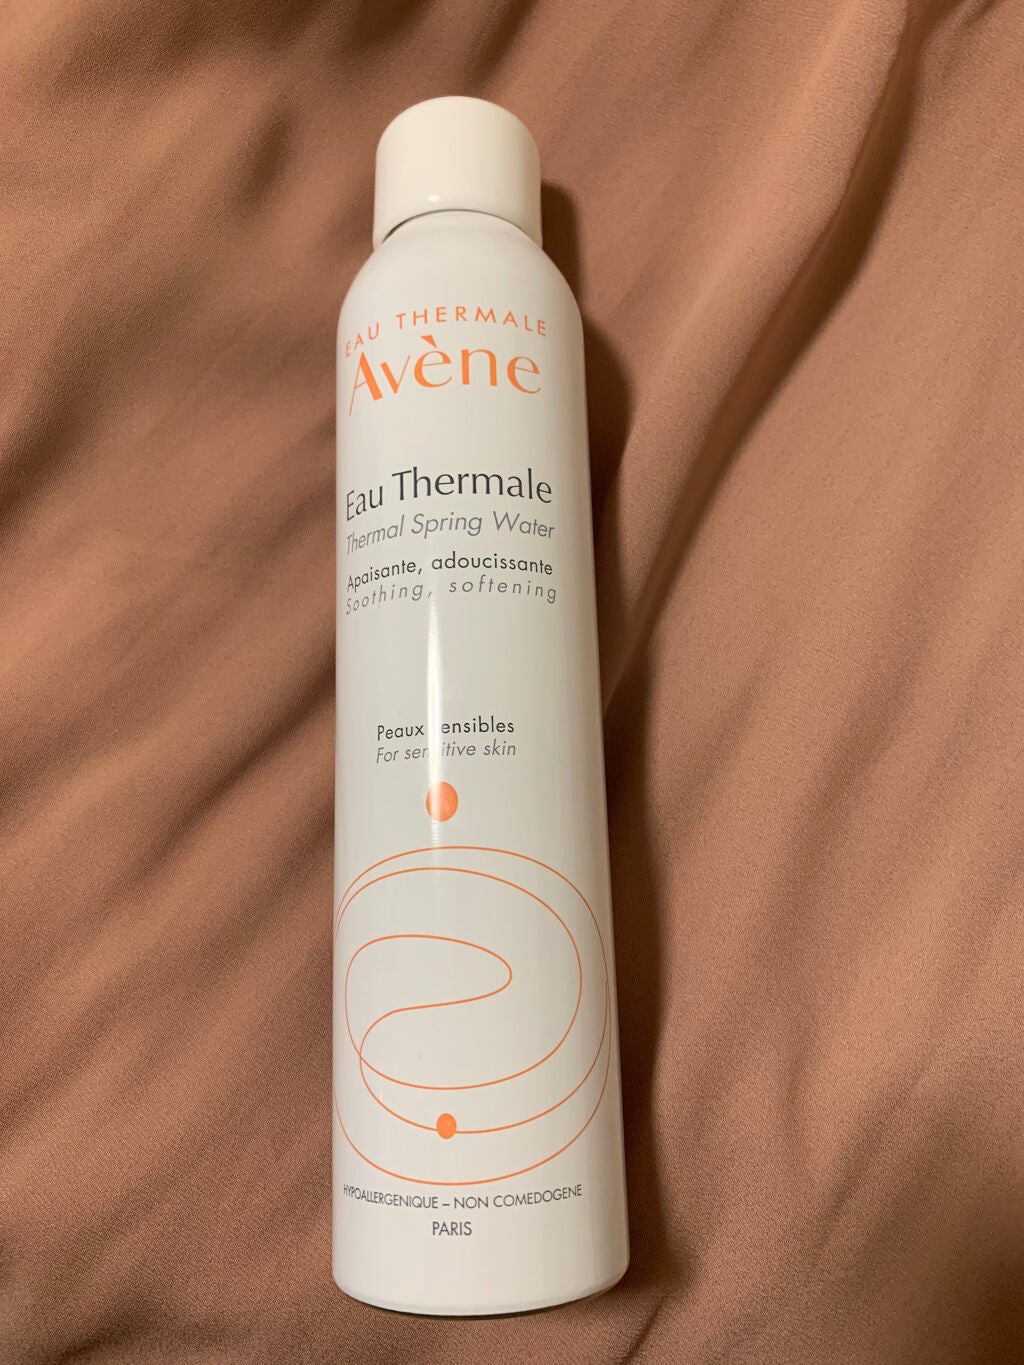 EAU THERMALE
Avène
Eau Thermale
Thermal Spring Water
Apaisante, adoucissante
Soothing, softening
Peaux sensibles
For sensitive skin
HYPOALLERGENIQUE – NON COMEDOGENE
PARIS